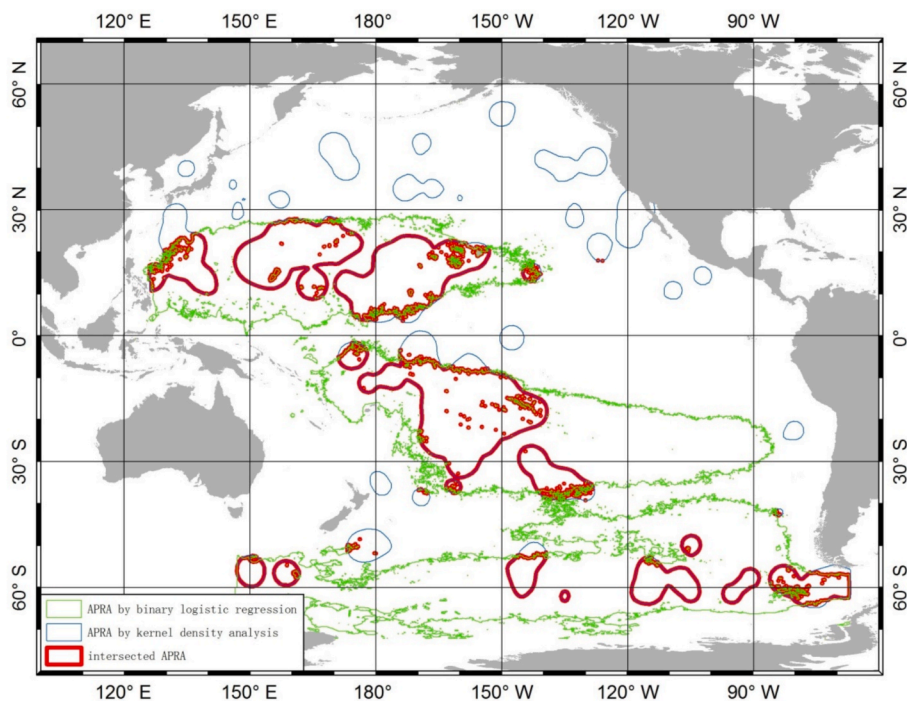 120° E 150° E 180° 150° W 120° W 90° W
60° N 60° N
30° N 30° N
0° 0°
30° S 30° S
60° S 60° S
APRA by binary logistic regression
APRA by kernel density analysis
intersected APRA
120° E 150° E 180° 150° W 120° W 90° W